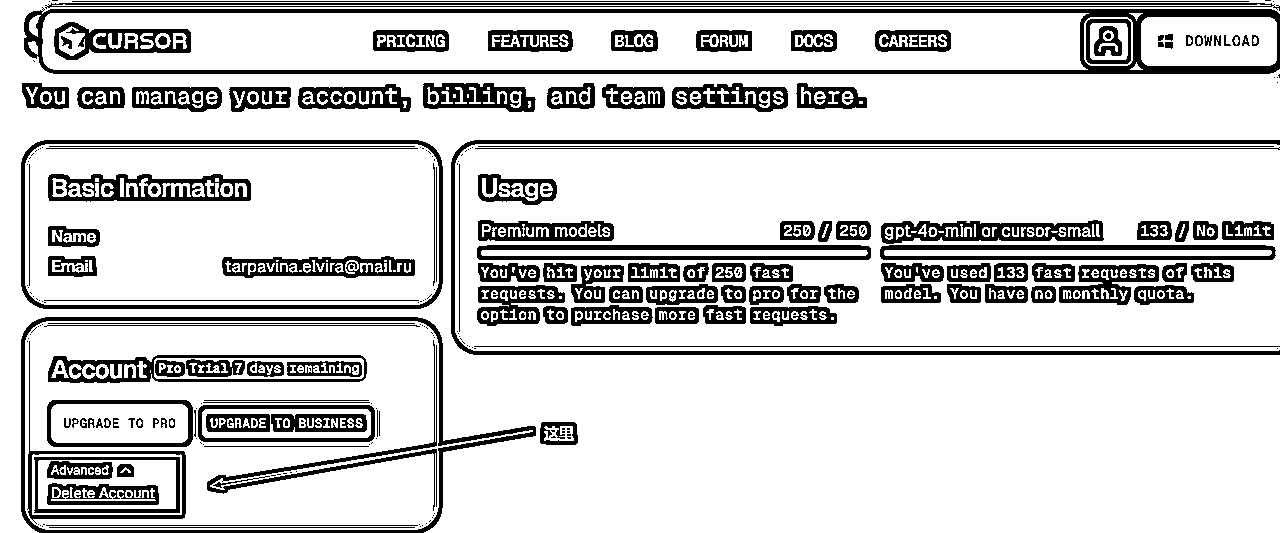 CURSOR
PRICING
FEATURES
BLOG
FORUM
DOCS
CAREERS
DOWNLOAD
You can manage your account, billing, and team settings here.
Basic Information
Name
Email tarpavina.elvira@mail.ru
Usage
Premium models 250 / 250
You've hit your limit of 250 fast
requests. You can upgrade to pro for the
option to purchase more fast requests.
gpt-4o-mini or cursor-small 133 / No Limit
You've used 133 fast requests of this
model. You have no monthly quota.
Account Pro Trial 7 days remaining
UPGRADE TO PRO
UPGRADE TO BUSINESS
Advanced
Delete Account
这里